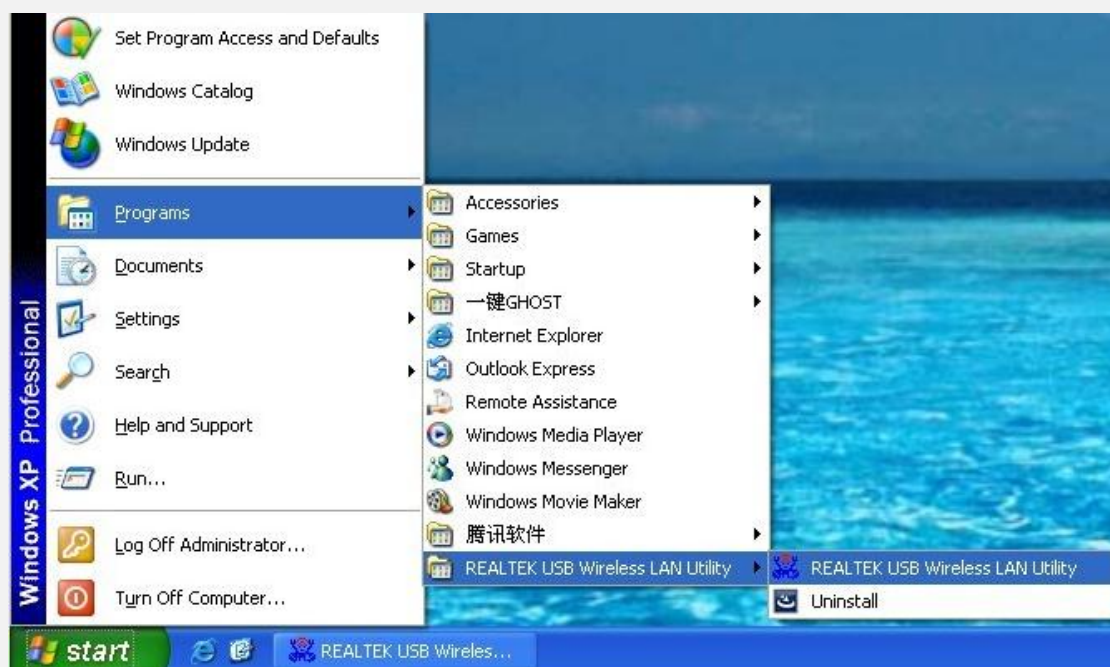 Set Program Access and Defaults
Windows Catalog
Windows Update
Programs
Documents
Settings
Search
Help and Support
Run...
Log Off Administrator...
Turn Off Computer...
Windows XP Professional
Accessories
Games
Startup
一键GHOST
Internet Explorer
Outlook Express
Remote Assistance
Windows Media Player
Windows Messenger
Windows Movie Maker
腾讯软件
REALTEK USB Wireless LAN Utility
REALTEK USB Wireless LAN Utility
Uninstall
start
REALTEK USB Wireles...